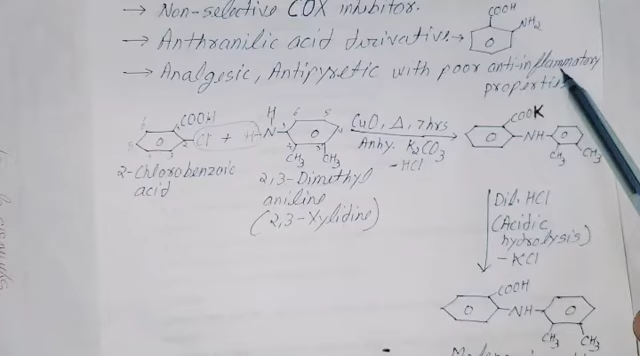 → Non-selective COX inhibitor.
COOH
→ Anthranilic acid derivative →
NH2
→ Analgesic, Antipyretic with poor anti-inflammatory
properties
COOH
Cl + H-N
H
6 5
CH3 CH3
2-Chlorobenzoic
acid
2,3-Dimethyl
aniline
(2,3-Xylidine)
CuO, Δ, 7hrs
Anhy. K2CO3
-HCl
COOK
NH
CH3 CH3
Dil. HCl
(Acidic
hydrolysis)
-KCl
COOH
NH
CH3 CH3